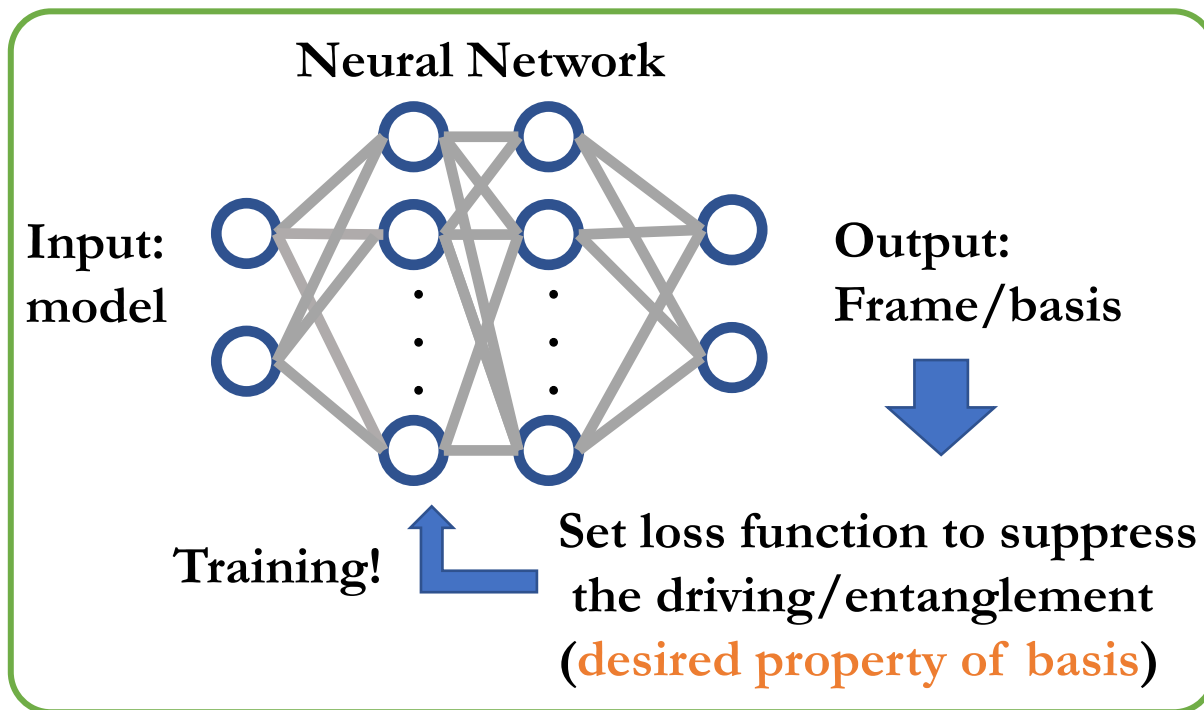 Neural Network
Input:
model
Output:
Frame/basis
Training!
Set loss function to suppress
the driving/entanglement
(desired property of basis)